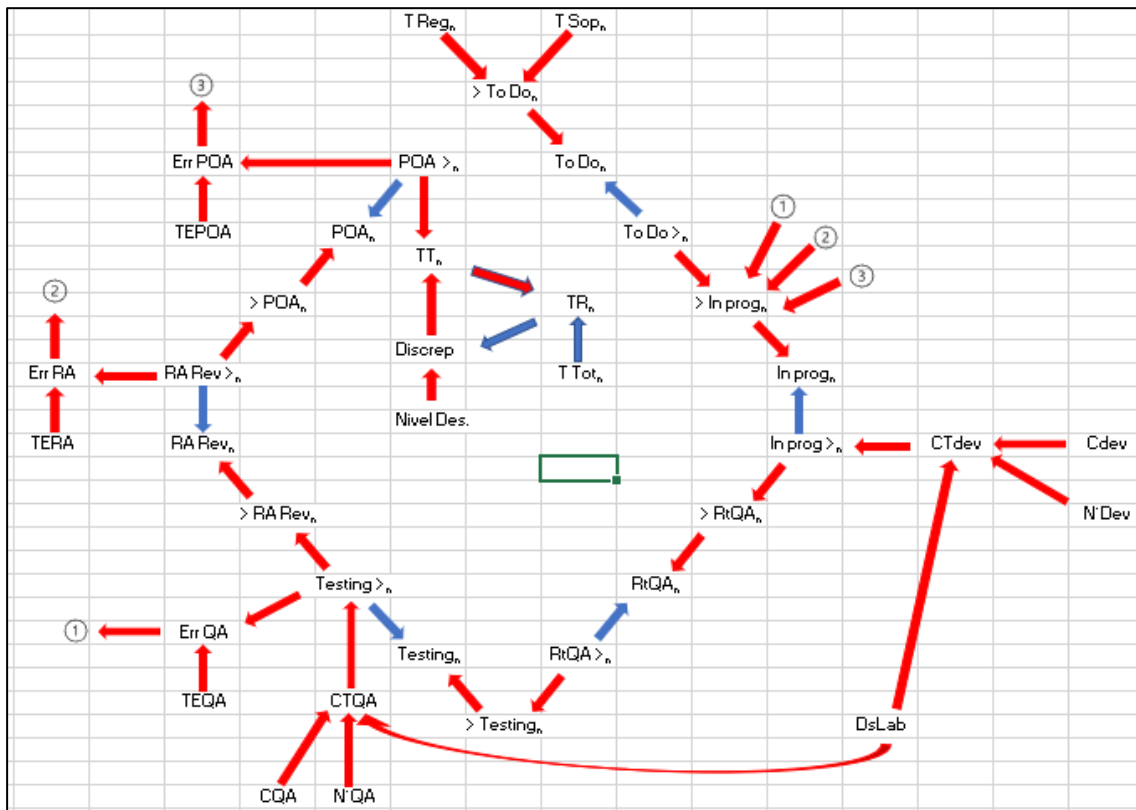 T Regₙ T Sopₙ
> To Doₙ
③
Err POA POA >ₙ To Doₙ
①
TEPOA POAₙ To Do >ₙ ②
TTₙ
③
② > POAₙ TRₙ > In progₙ
Discrep
Err RA RA Rev >ₙ T Totₙ In progₙ
Nivel Des.
TERA RA Revₙ In prog >ₙ CTdev Cdev
> RA Revₙ > RtQAₙ N·Dev
Testing >ₙ RtQAₙ
① Err QA
Testingₙ RtQA >ₙ
TEQA CTQA
> Testingₙ DsLab
CQA N·QA